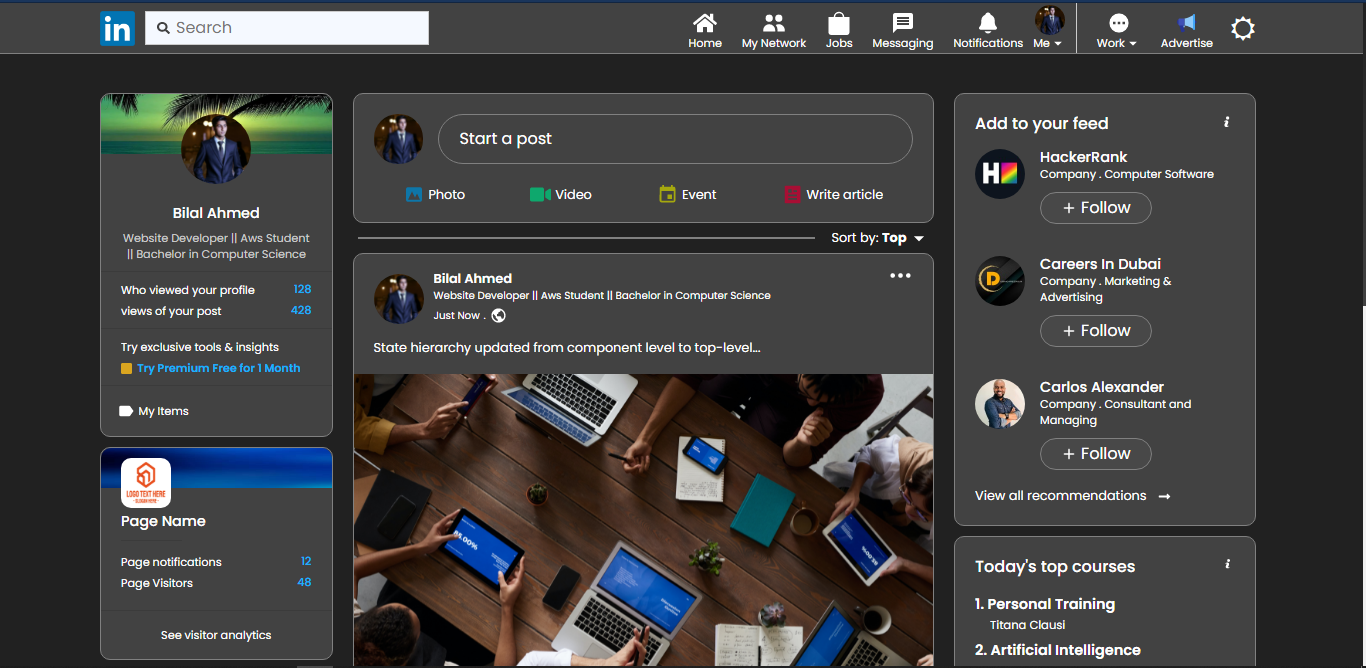 in
Search
Home
My Network
Jobs
Messaging
Notifications
Me
Work
Advertise
Bilal Ahmed
Website Developer || Aws Student
|| Bachelor in Computer Science
Who viewed your profile 128
views of your post 428
Try exclusive tools & insights
Try Premium Free for 1 Month
My Items
LOGO TEXT HERE
- SLOGAN HERE -
Page Name
Page notifications 12
Page Visitors 48
See visitor analytics
Start a post
Photo
Video
Event
Write article
Sort by: Top
Bilal Ahmed
Website Developer || Aws Student || Bachelor in Computer Science
Just Now .
State hierarchy updated from component level to top-level...
Add to your feed
i
H
HackerRank
Company . Computer Software
+ Follow
D
Careers In Dubai
Company . Marketing &
Advertising
+ Follow
Carlos Alexander
Company . Consultant and
Managing
+ Follow
View all recommendations →
Today's top courses
i
1. Personal Training
Titana Clausi
2. Artificial Intelligence